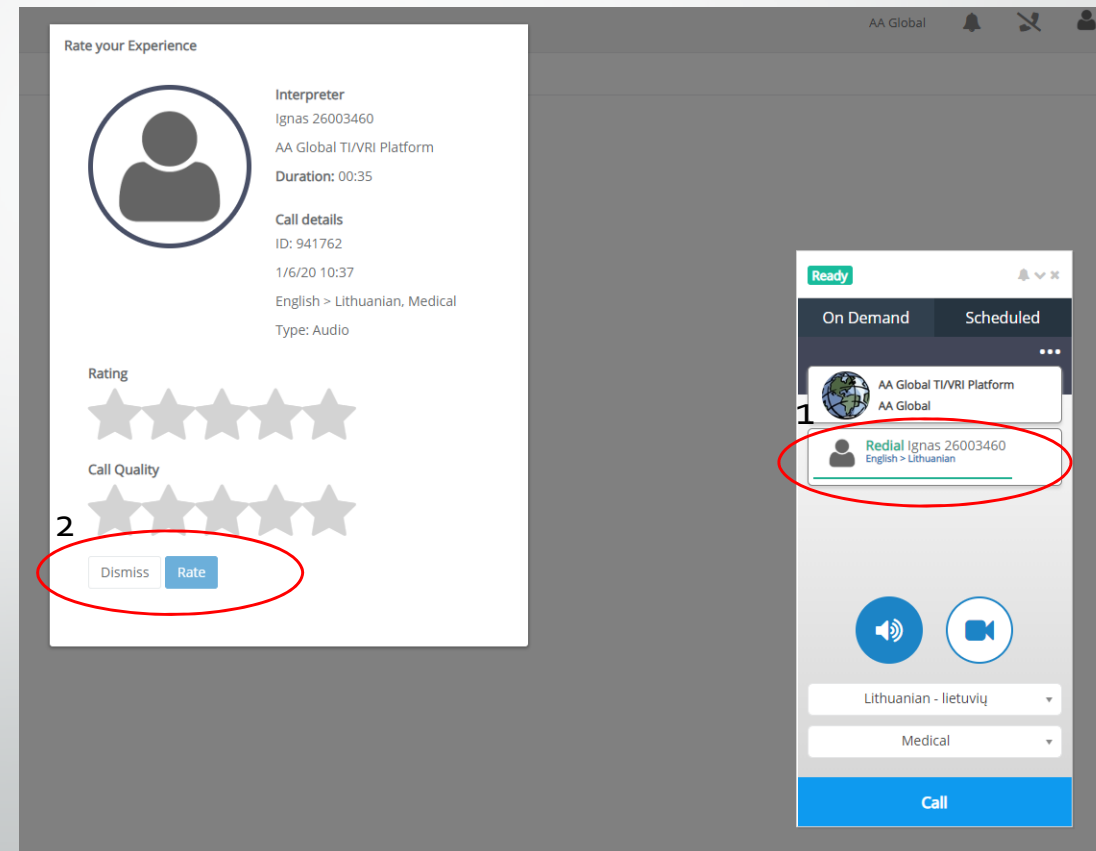 AA Global
Rate your Experience
Interpreter
Ignas 26003460
AA Global TI/VRI Platform
Duration: 00:35
Call details
ID: 941762
1/6/20 10:37
English > Lithuanian, Medical
Type: Audio
Rating
Call Quality
2
Dismiss
Rate
Ready
On Demand
Scheduled
AA Global TI/VRI Platform
AA Global
1
Redial Ignas 26003460
English > Lithuanian
Lithuanian - lietuvių
Medical
Call